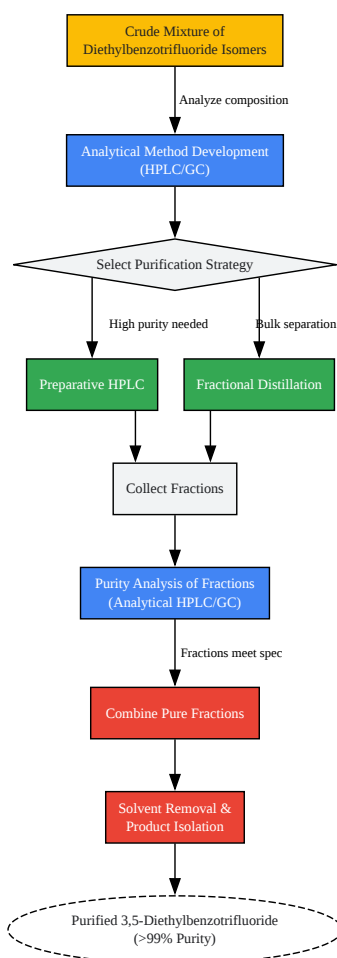 Crude Mixture of
Diethylbenzotrifluoride Isomers
Analyze composition
Analytical Method Development
(HPLC/GC)
Select Purification Strategy
High purity needed
Bulk separation
Preparative HPLC
Fractional Distillation
Collect Fractions
Purity Analysis of Fractions
(Analytical HPLC/GC)
Fractions meet spec
Combine Pure Fractions
Solvent Removal &
Product Isolation
Purified 3,5-Diethylbenzotrifluoride
(>99% Purity)